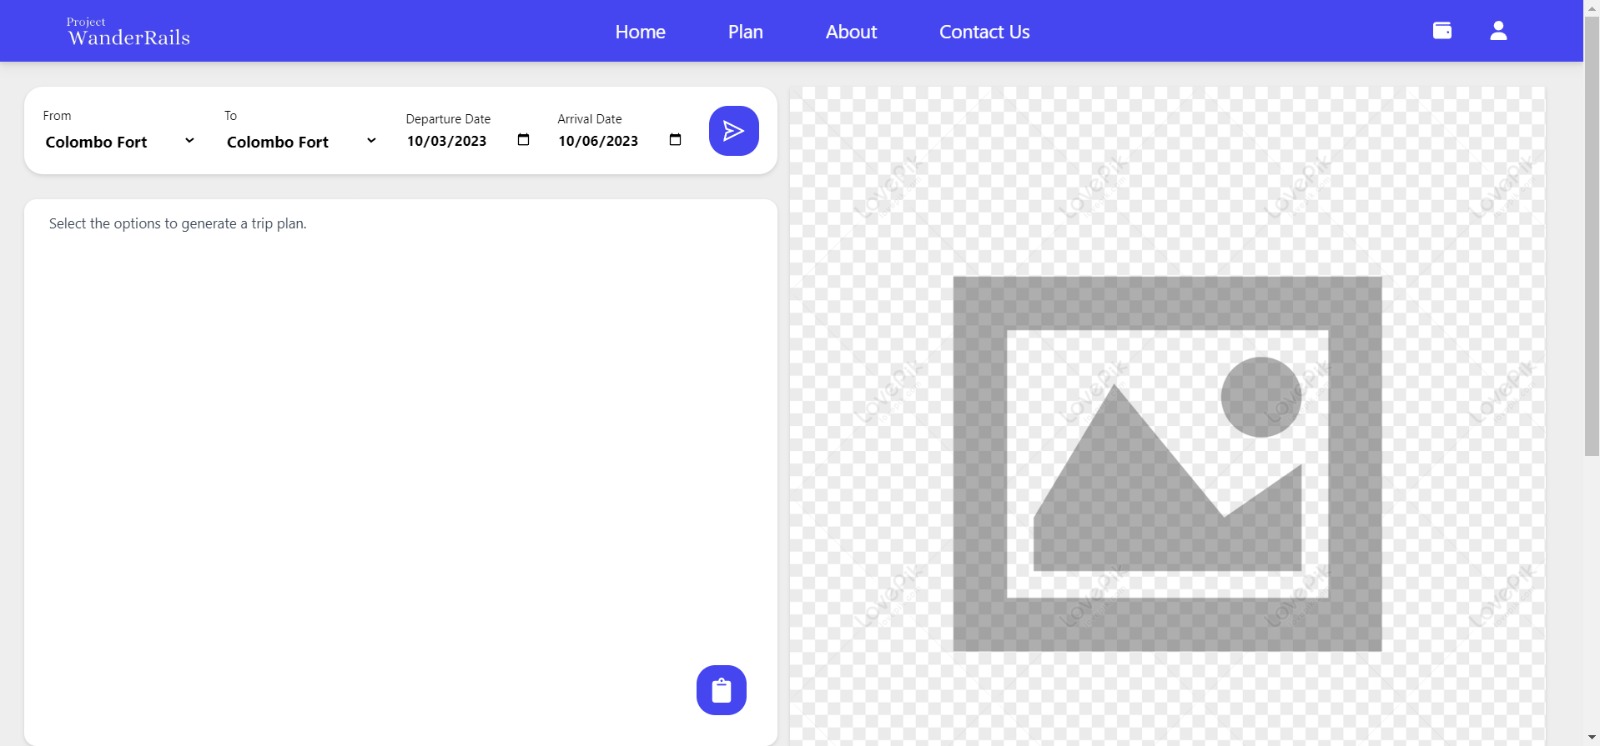 Project
WanderRails
Home Plan About Contact Us
From To Departure Date Arrival Date
Colombo Fort Colombo Fort 10/03/2023 10/06/2023
Select the options to generate a trip plan.
LovePik LovePik LovePik LovePik
LovePik LovePik LovePik LovePik
LovePik LovePik LovePik LovePik